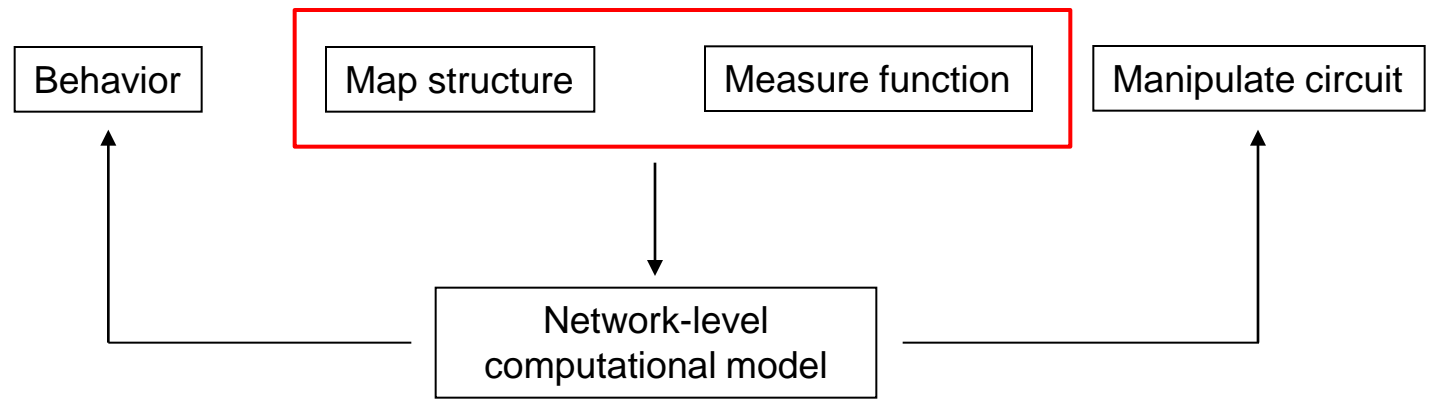 Behavior
Map structure
Measure function
Manipulate circuit
Network-level
computational model